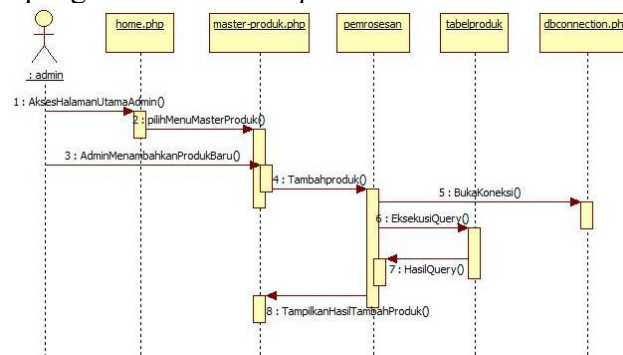 home.php
master-produk.php
pemrosesan
tabelproduk
dbconnection.ph
: admin
1 : AksesHalamanUtamaAdmin()
2 : pilihMenuMasterProduk()
3 : AdminMenambahkanProdukBaru()
4 : Tambahproduk()
5 : BukaKoneksi()
6 : EksekusiQuery()
7 : HasilQuery()
8 : TampilkanHasilTambahProduk()